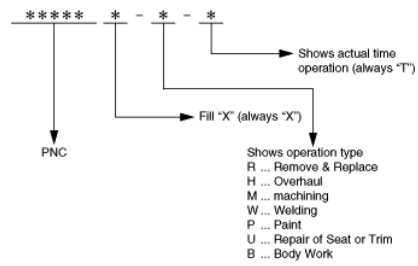 ***** * - * - *
Shows actual time
operation (always "T")
Fill "X" (always "X")
PNC
Shows operation type
R ... Remove & Replace
H ... Overhaul
M ... machining
W ... Welding
P ... Paint
U ... Repair of Seat or Trim
B ... Body Work